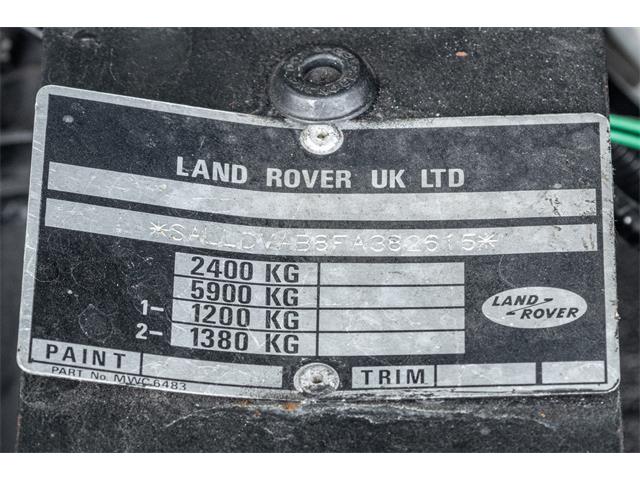 LAND ROVER UK LTD
*SALLDVAB6FA382615*
2400 KG
5900 KG
1- 1200 KG
2- 1380 KG
LAND ROVER
PAINT
TRIM
PART No MWC6483